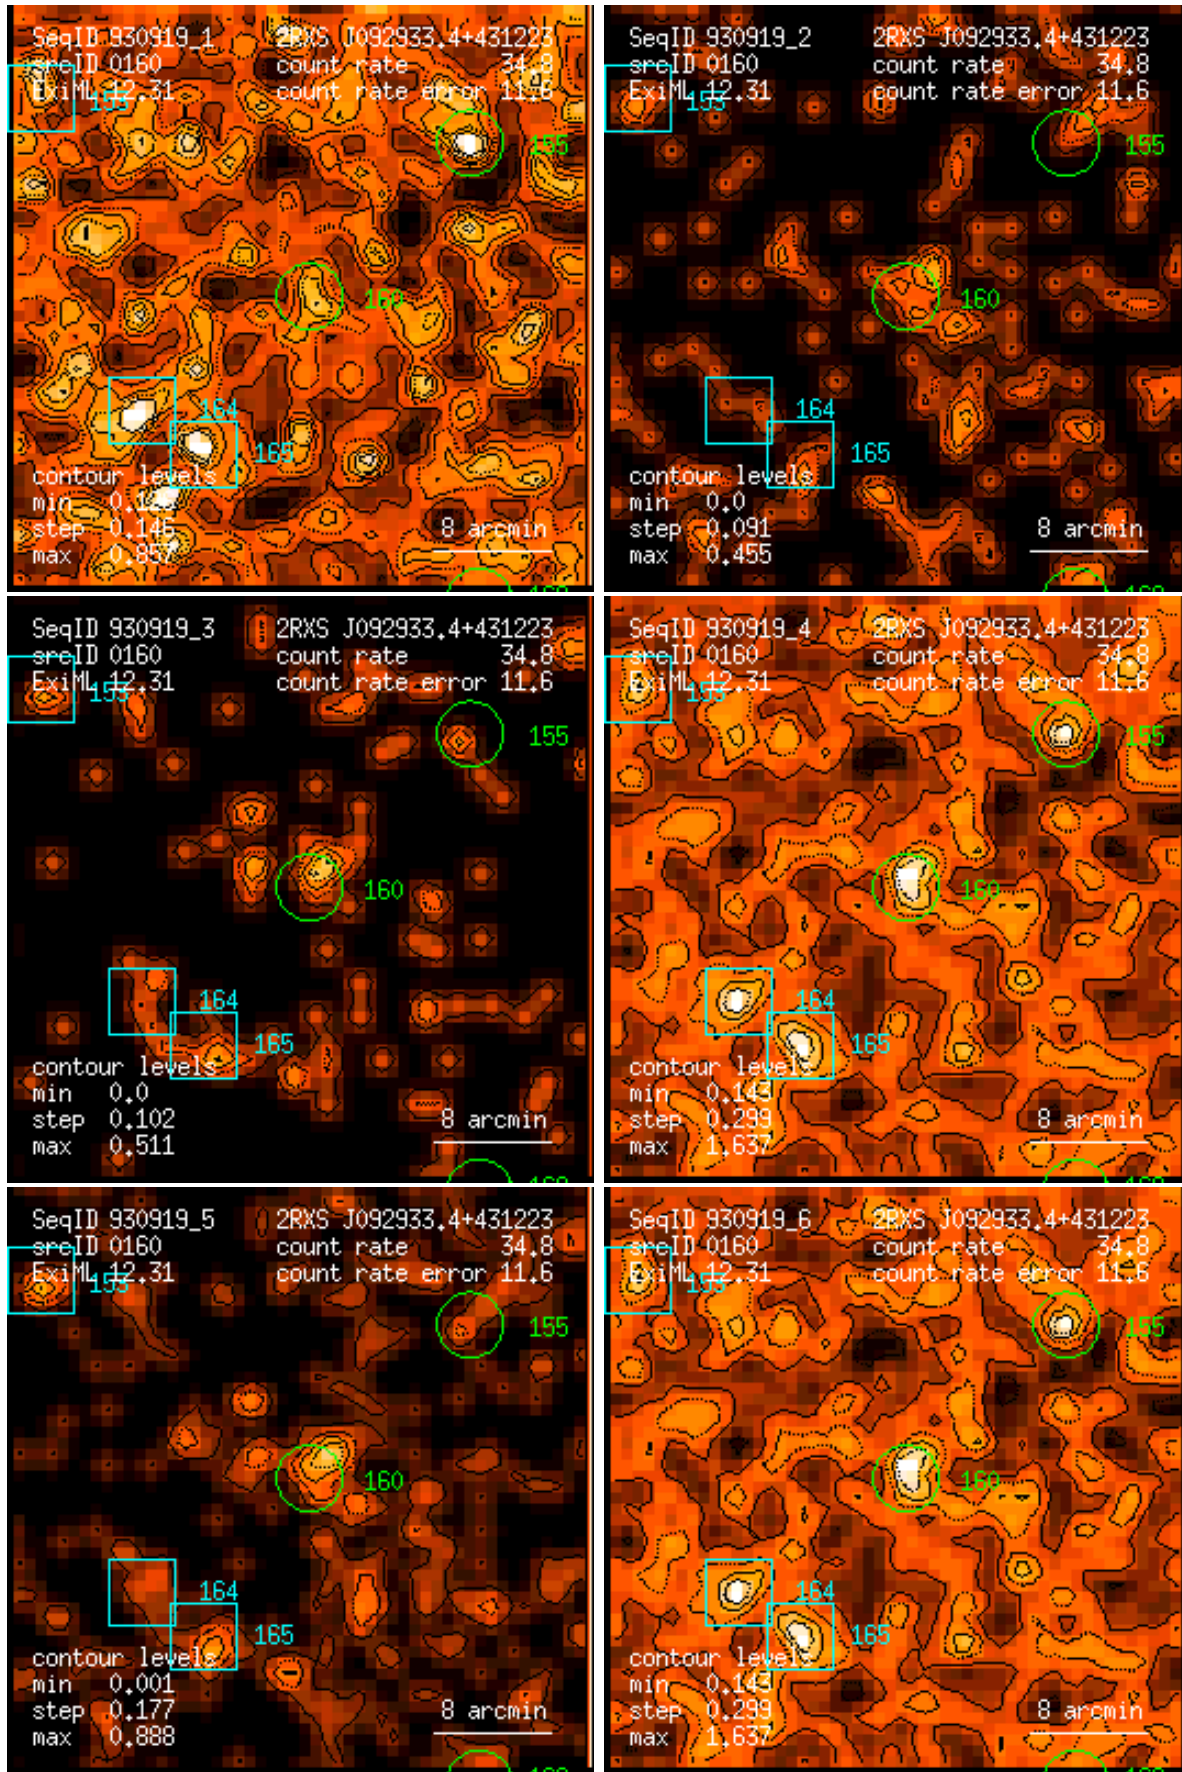 SeqID 930919_1 2RXS J092933.4+431223
srcID 0160 count rate 34.8
ExiML 12.31 count rate error 11.6
153
155
160
164
165
contour levels
min
step 0.146
max 0.857
8 arcmin
SeqID 930919_2 2RXS J092933.4+431223
srcID 0160 count rate 34.8
ExiML 12.31 count rate error 11.6
153
155
160
164
165
contour levels
min 0.0
step 0.091
max 0.455
8 arcmin
SeqID 930919_3 2RXS J092933.4+431223
srcID 0160 count rate 34.8
ExiML 12.31 count rate error 11.6
153
155
160
164
165
contour levels
min 0.0
step 0.102
max 0.511
8 arcmin
SeqID 930919_4 2RXS J092933.4+431223
srcID 0160 count rate 34.8
ExiML 12.31 count rate error 11.6
153
155
160
164
165
contour levels
min 0.143
step 0.299
max 1.637
8 arcmin
SeqID 930919_5 2RXS J092933.4+431223
srcID 0160 count rate 34.8
ExiML 12.31 count rate error 11.6
153
155
160
164
165
contour levels
min 0.001
step 0.177
max 0.888
8 arcmin
SeqID 930919_6 2RXS J092933.4+431223
srcID 0160 count rate 34.8
ExiML 12.31 count rate error 11.6
153
155
160
164
165
contour levels
min 0.143
step 0.299
max 1.637
8 arcmin